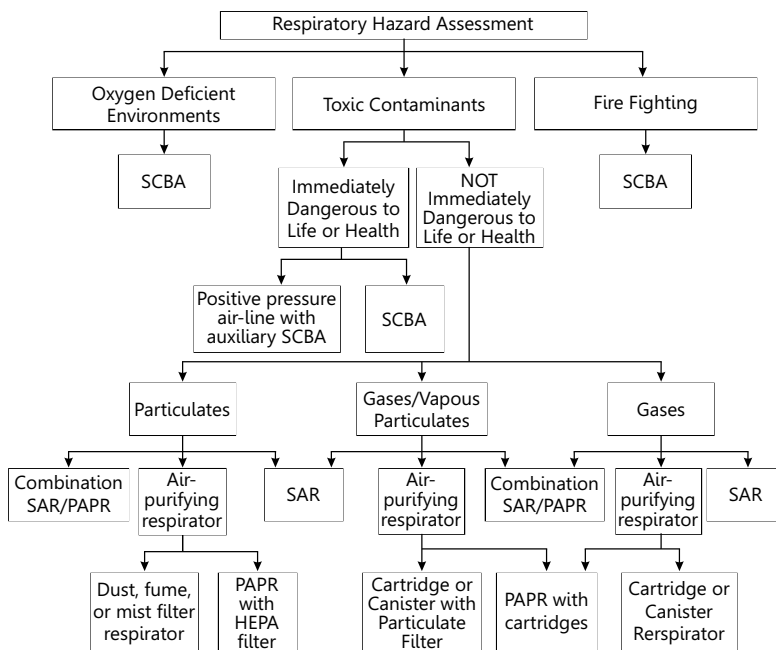 Respiratory Hazard Assessment
Oxygen Deficient
Environments
Toxic Contaminants
Fire Fighting
SCBA
Immediately
Dangerous to
Life or Health
NOT
Immediately
Dangerous to
Life or Health
SCBA
Positive pressure
air-line with
auxiliary SCBA
SCBA
Particulates
Gases/Vapous
Particulates
Gases
Combination
SAR/PAPR
Air-
purifying
respirator
SAR
Air-
purifying
respirator
Combination
SAR/PAPR
Air-
purifying
respirator
SAR
Dust, fume,
or mist filter
respirator
PAPR
with
HEPA
filter
Cartridge or
Canister with
Particulate
Filter
PAPR with
cartridges
Cartridge or
Canister
Rerspirator